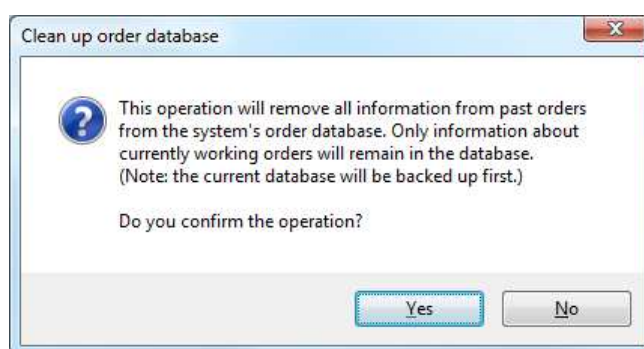 Clean up order database
This operation will remove all information from past orders
from the system's order database. Only information about
currently working orders will remain in the database.
(Note: the current database will be backed up first.)
Do you confirm the operation?
Yes
No